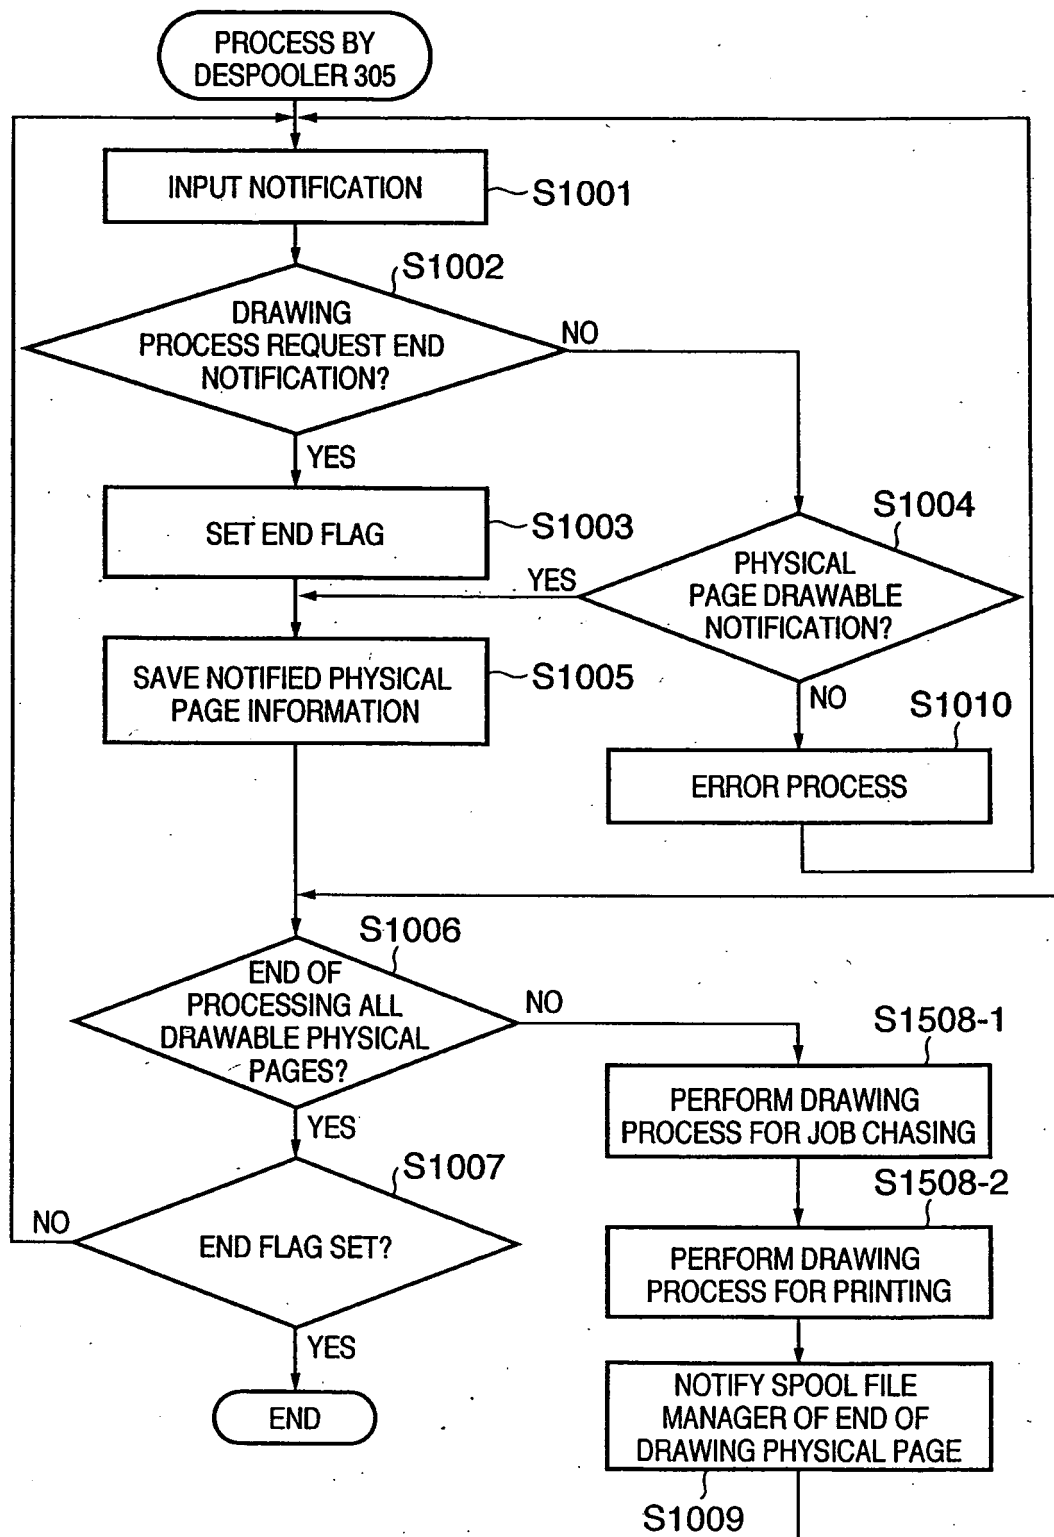 PROCESS BY
DESPOOLER 305
INPUT NOTIFICATION
S1001
S1002
DRAWING
PROCESS REQUEST END
NOTIFICATION?
NO
YES
SET END FLAG
S1003
S1004
PHYSICAL
PAGE DRAWABLE
NOTIFICATION?
YES
NO
SAVE NOTIFIED PHYSICAL
PAGE INFORMATION
S1005
S1010
ERROR PROCESS
S1006
END OF
PROCESSING ALL
DRAWABLE PHYSICAL
PAGES?
NO
YES
S1508-1
PERFORM DRAWING
PROCESS FOR JOB CHASING
S1007
END FLAG SET?
NO
YES
S1508-2
PERFORM DRAWING
PROCESS FOR PRINTING
END
NOTIFY SPOOL FILE
MANAGER OF END OF
DRAWING PHYSICAL PAGE
S1009